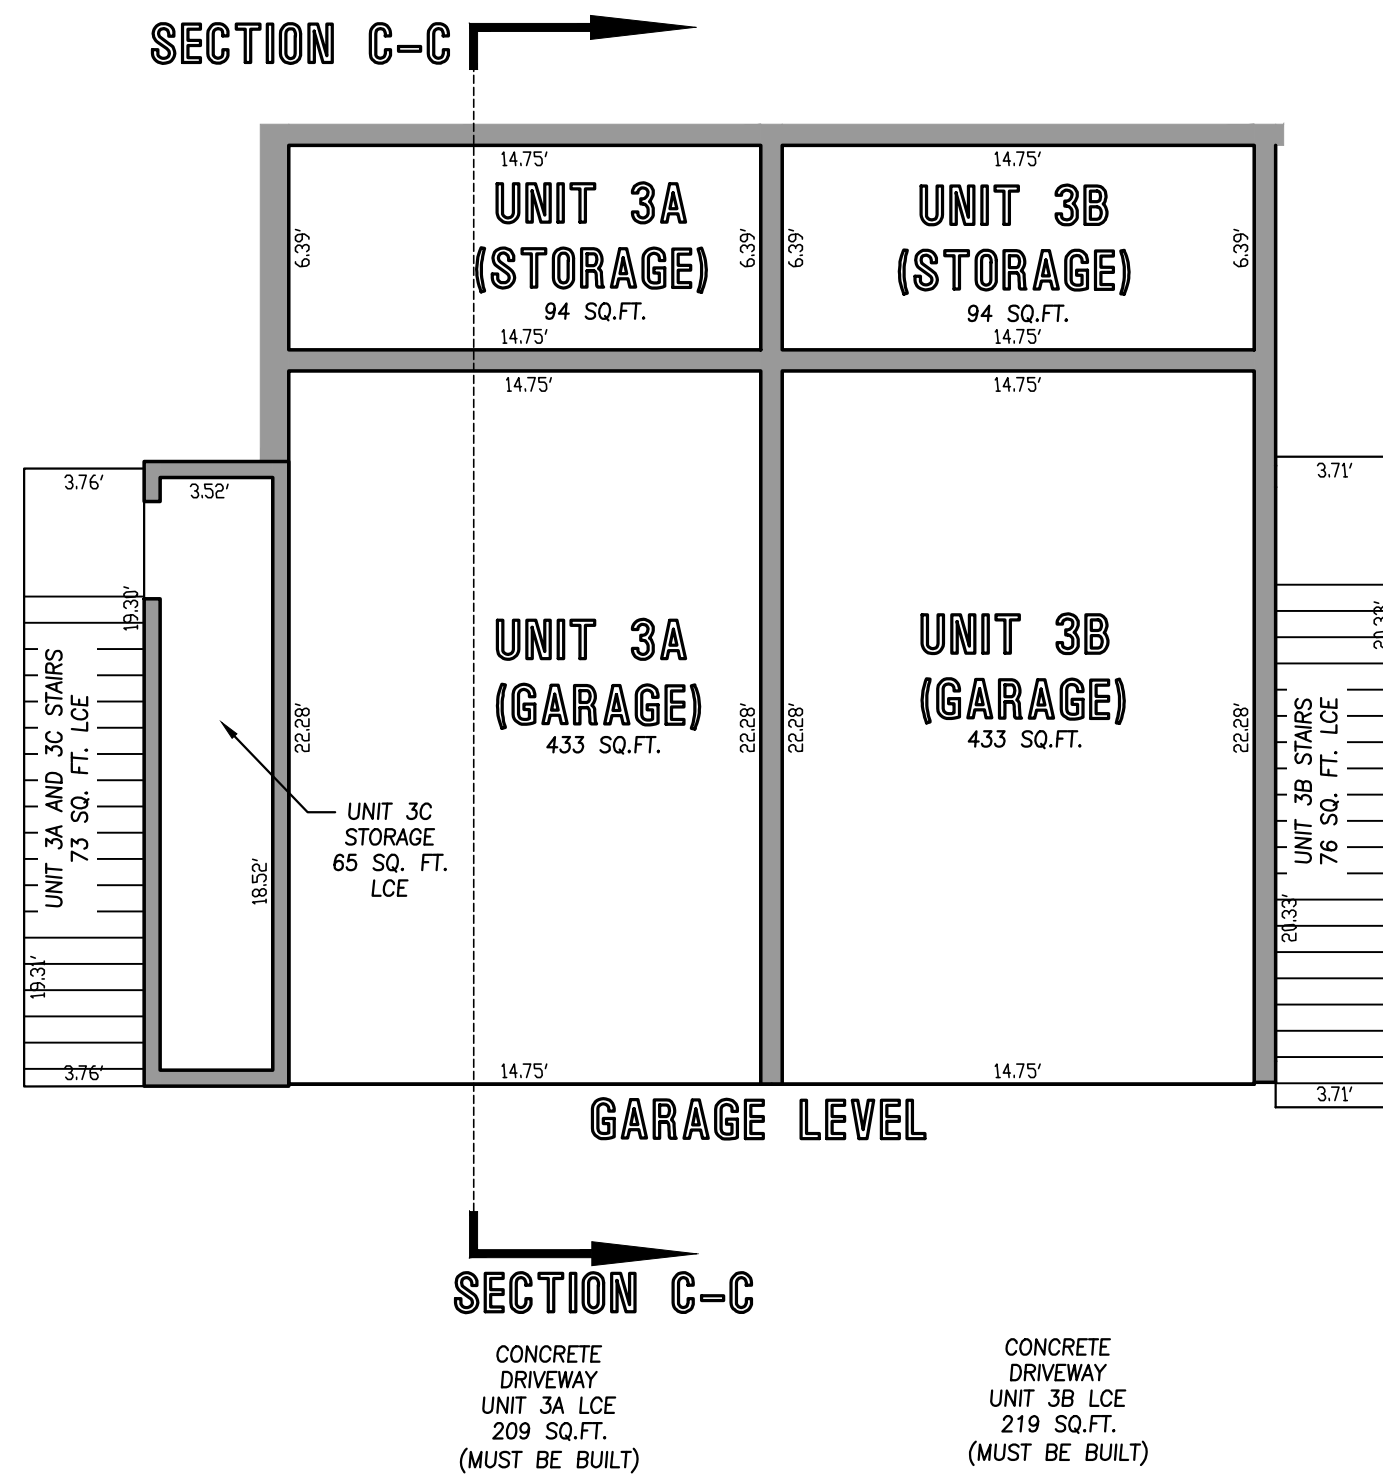 SECTION C-C
14.75'
14.75'
UNIT 3A
(STORAGE)
94 SQ.FT.
6.39'
6.39'
14.75'
UNIT 3B
(STORAGE)
94 SQ.FT.
6.39'
6.39'
14.75'
14.75'
14.75'
3.76'
3.52'
3.71'
19.30'
UNIT 3A AND 3C STAIRS
73 SQ. FT. LCE
19.31'
3.76'
18.52'
UNIT 3C
STORAGE
65 SQ. FT.
LCE
22.28'
UNIT 3A
(GARAGE)
433 SQ.FT.
22.28'
22.28'
UNIT 3B
(GARAGE)
433 SQ.FT.
22.28'
20.33'
UNIT 3B STAIRS
76 SQ. FT. LCE
20.33'
14.75'
14.75'
3.71'
GARAGE LEVEL
SECTION C-C
CONCRETE
DRIVEWAY
UNIT 3A LCE
209 SQ.FT.
(MUST BE BUILT)
CONCRETE
DRIVEWAY
UNIT 3B LCE
219 SQ.FT.
(MUST BE BUILT)